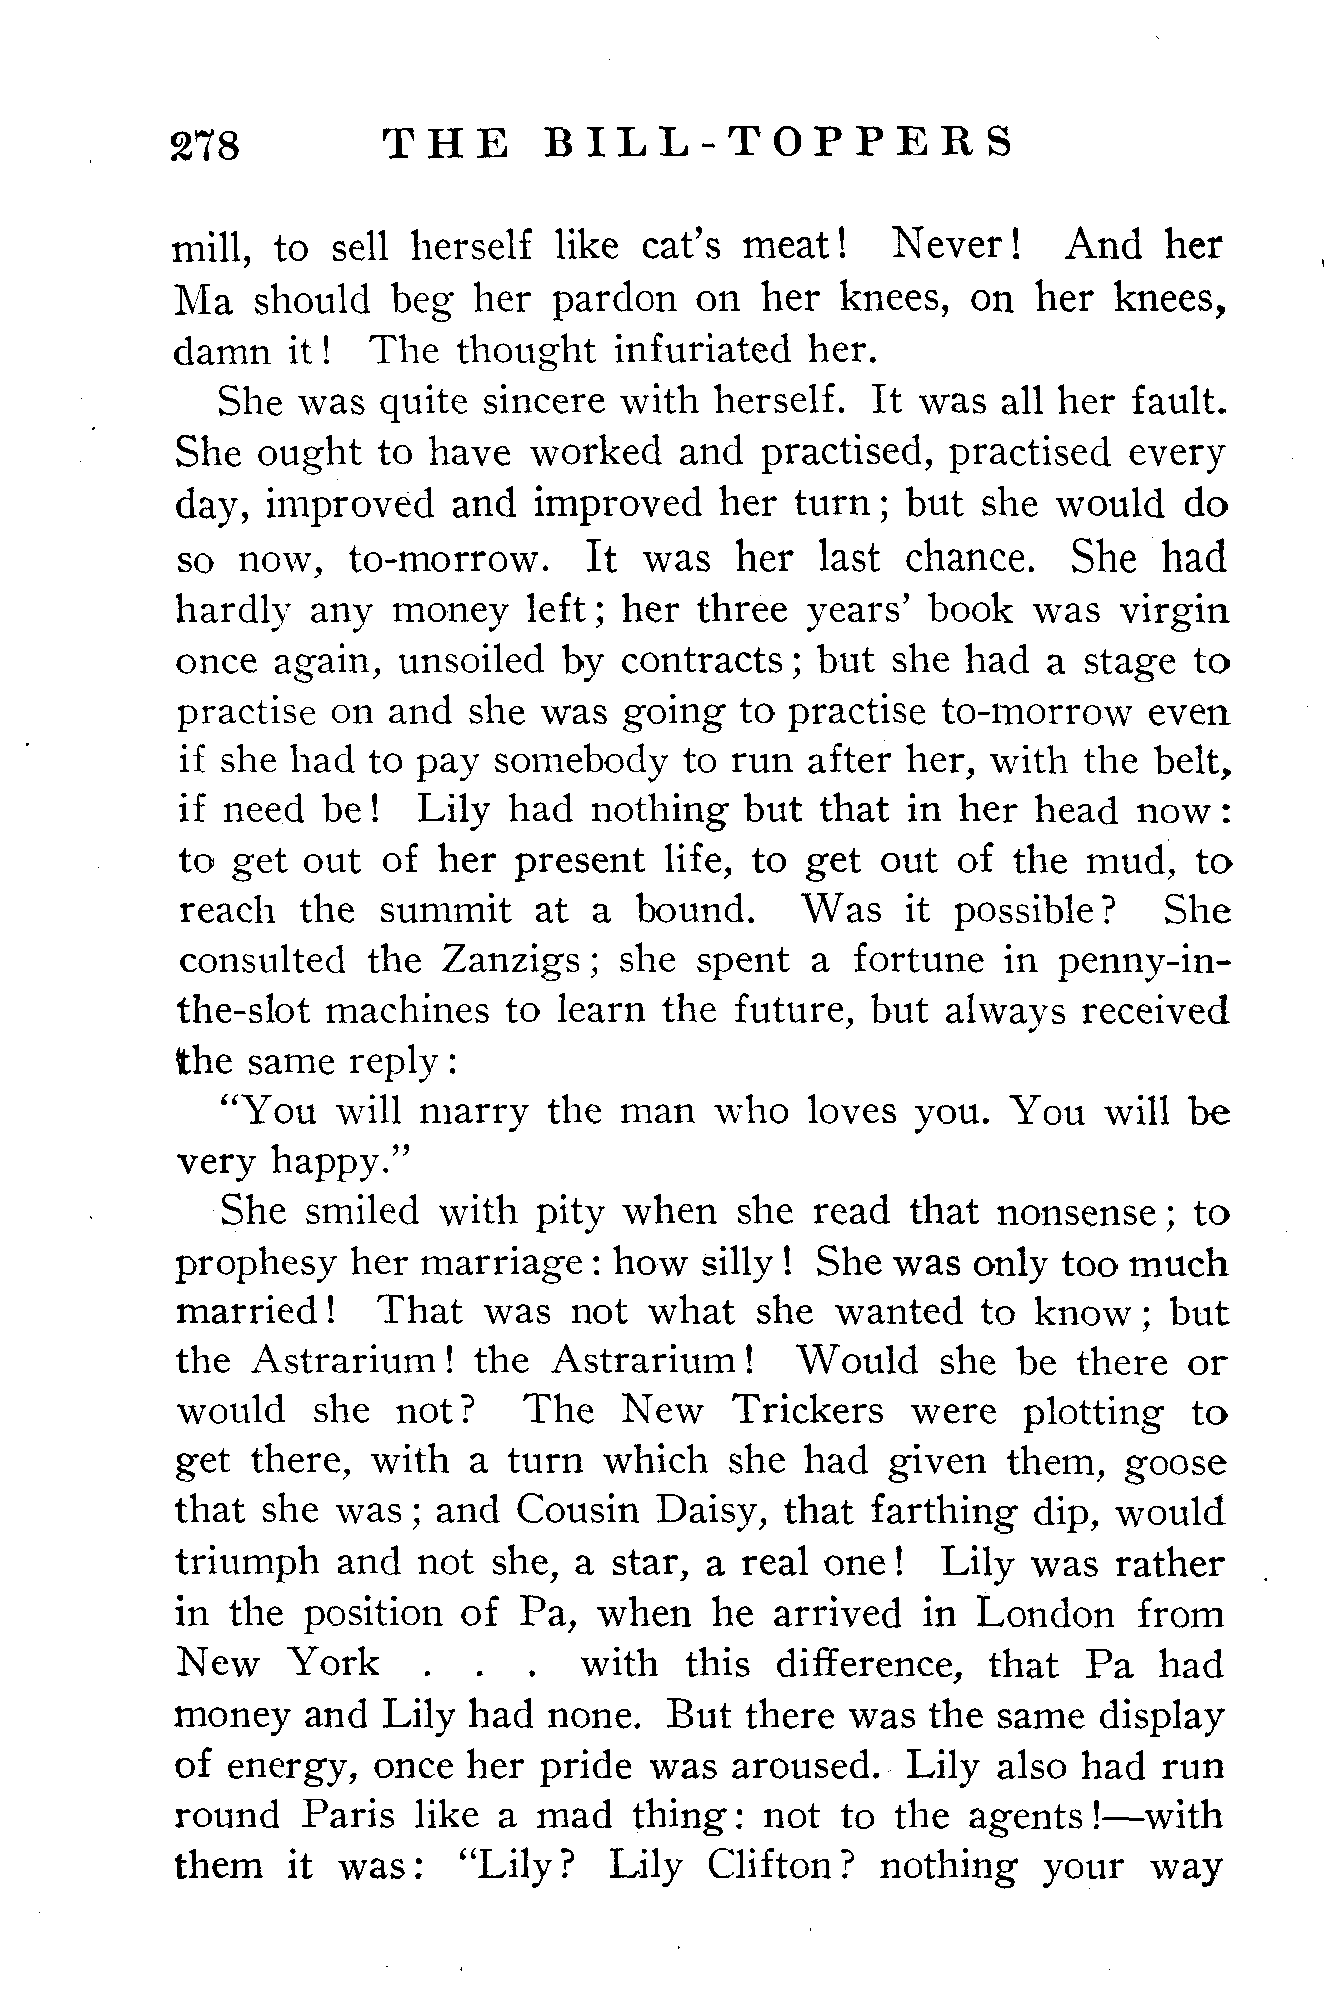 278 THE BILL-TOPPERS
mill, to sell herself like cat's meat! Never! And her
Ma should beg her pardon on her knees, on her knees,
damn it! The thought infuriated her.
She was quite sincere with herself. It was all her fault.
She ought to have worked and practised, practised every
day, improved and improved her turn; but she would do
so now, to-morrow. It was her last chance. She had
hardly any money left; her three years' book was virgin
once again, unsoiled by contracts; but she had a stage to
practise on and she was going to practise to-morrow even
if she had to pay somebody to run after her, with the belt,
if need be! Lily had nothing but that in her head now:
to get out of her present life, to get out of the mud, to
reach the summit at a bound. Was it possible? She
consulted the Zanzigs; she spent a fortune in penny-in-
the-slot machines to learn the future, but always received
the same reply:
"You will marry the man who loves you. You will be
very happy."
She smiled with pity when she read that nonsense; to
prophesy her marriage: how silly! She was only too much
married! That was not what she wanted to know; but
the Astrarium! the Astrarium! Would she be there or
would she not? The New Trickers were plotting to
get there, with a turn which she had given them, goose
that she was; and Cousin Daisy, that farthing dip, would
triumph and not she, a star, a real one! Lily was rather
in the position of Pa, when he arrived in London from
New York . . . with this difference, that Pa had
money and Lily had none. But there was the same display
of energy, once her pride was aroused. Lily also had run
round Paris like a mad thing: not to the agents!—with
them it was: "Lily? Lily Clifton? nothing your way